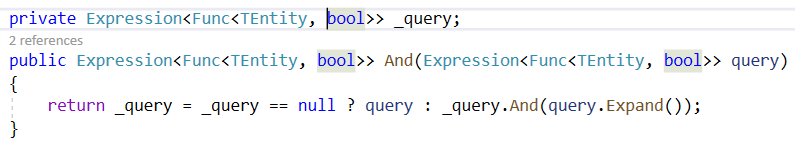 private Expression<Func<TEntity, bool>> _query;
2 references
public Expression<Func<TEntity, bool>> And(Expression<Func<TEntity, bool>> query)
{
return _query = _query == null ? query : _query.And(query.Expand());
}